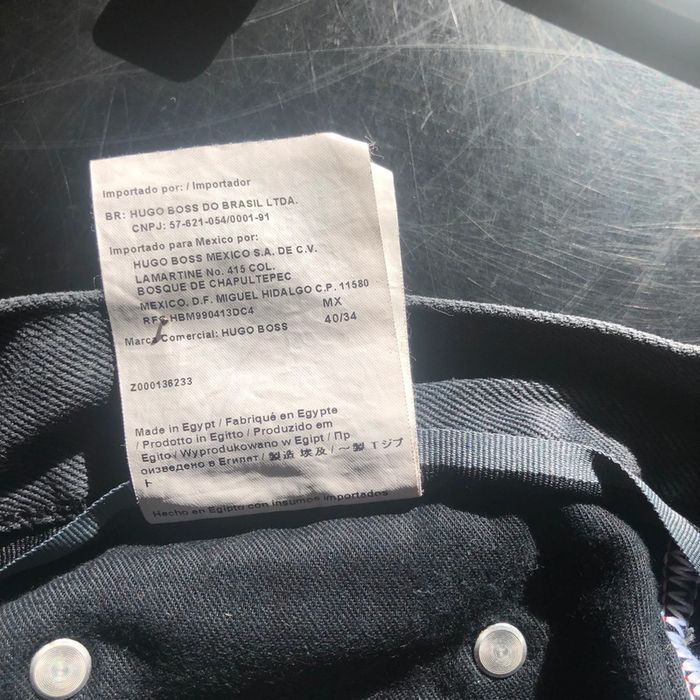 Importado por: / Importador
BR: HUGO BOSS DO BRASIL LTDA.
CNPJ: 57-621-054/0001-91
Importado para Mexico por:
HUGO BOSS MEXICO S.A. DE C.V.
LAMARTINE No. 415 COL.
BOSQUE DE CHAPULTEPEC
MEXICO. D.F. MIGUEL HIDALGO C.P. 11580
RFC HBM990413DC4 MX
Marca Comercial: HUGO BOSS 40/34
Z000136233
Made in Egypt / Fabriqué en Egypte
/ Prodotto in Egitto / Produzido em
Egito / Wyprodukowano w Egipt / Пр
оизведено в Египет / 製造 埃及 / ～製 エジプ
ト
Hecho en Egipto con insumos importados